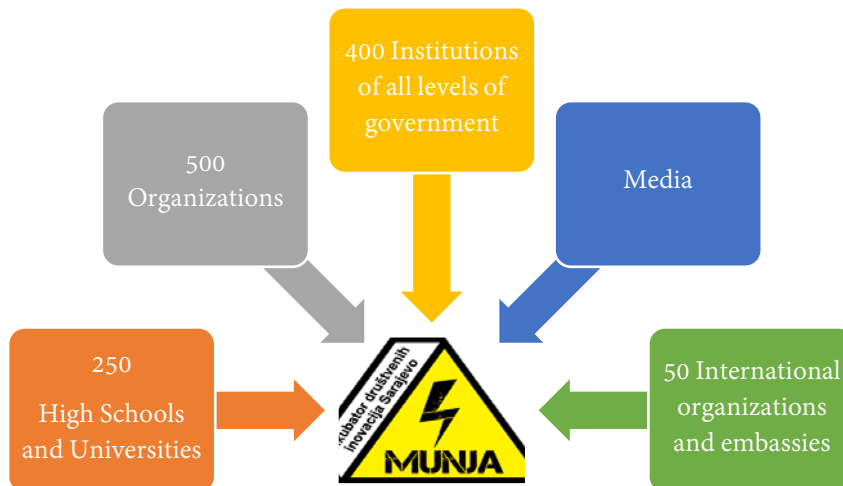 400 Institutions
of all levels of
government
500
Organizations
Media
250
High Schools
and Universities
50 International
organizations
and embassies
kubator društvenih
inovacija Sarajevo
MUNJA